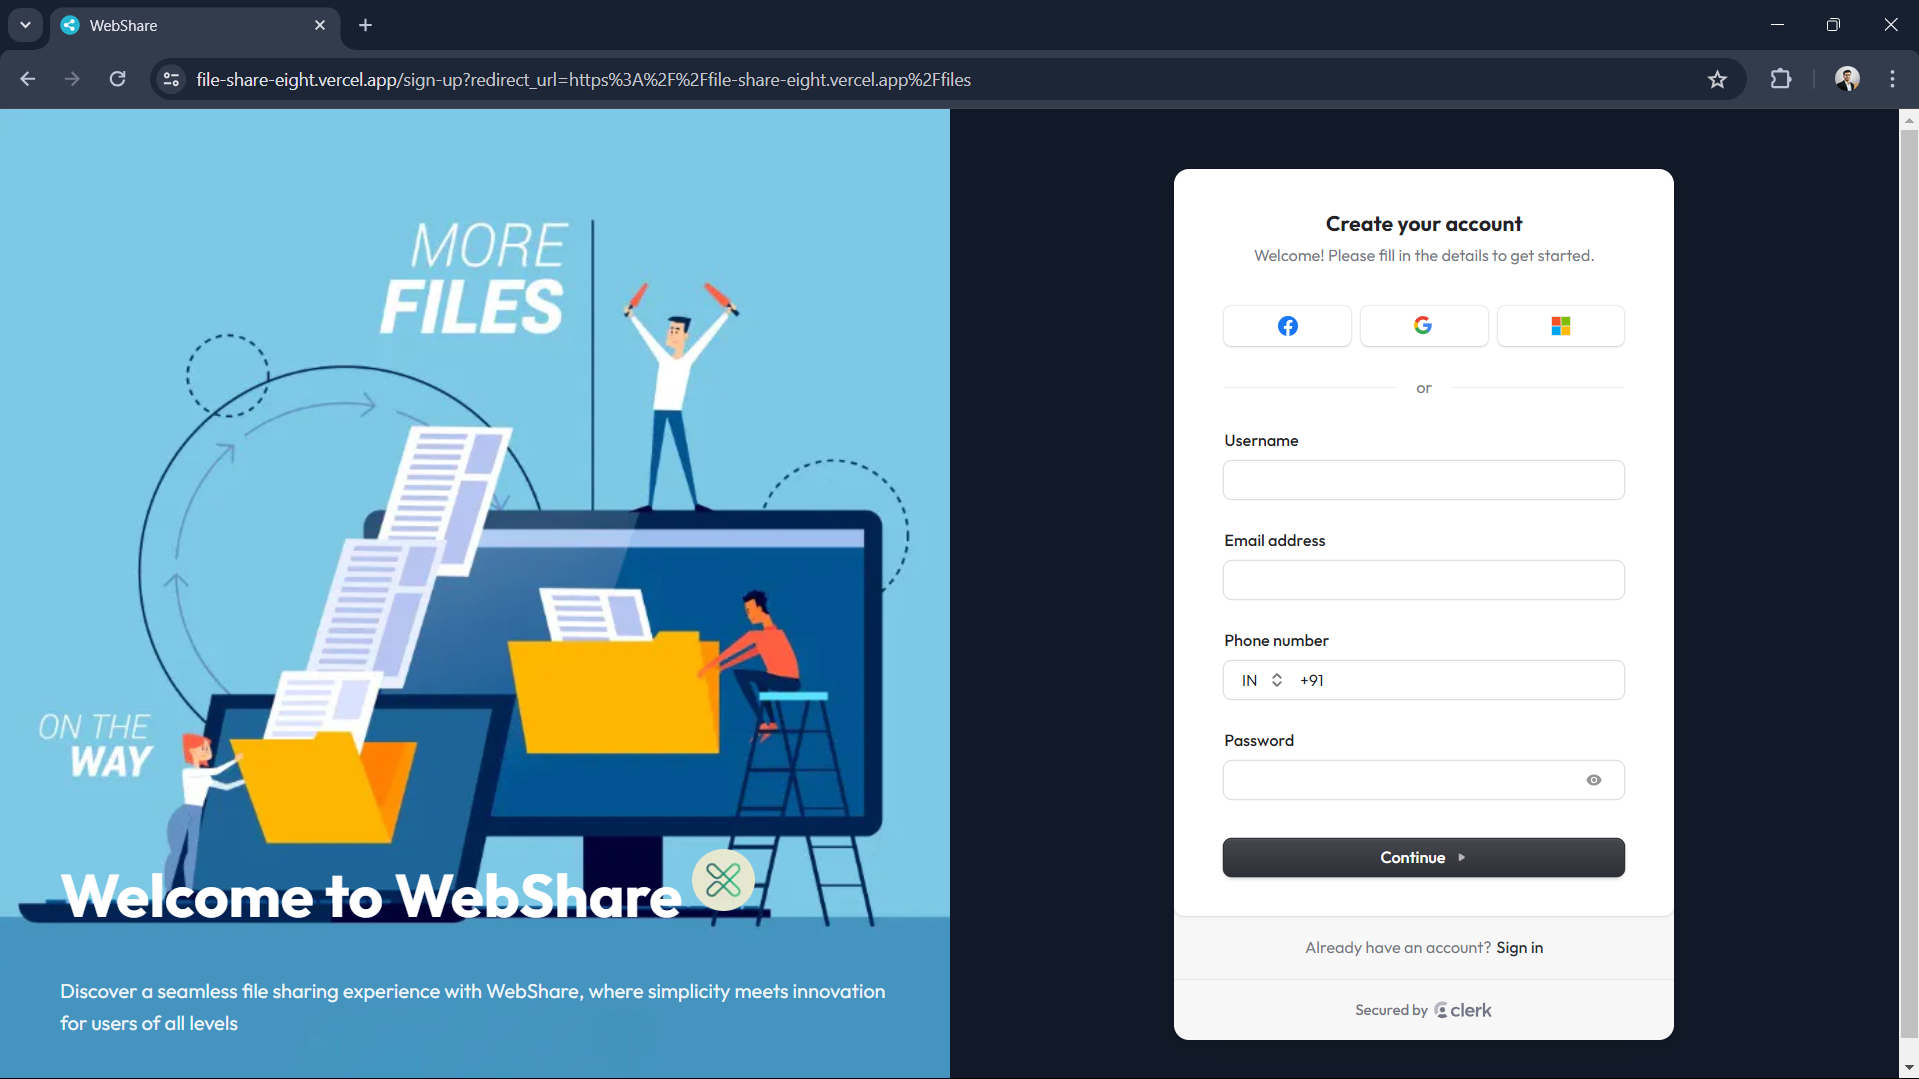 WebShare
file-share-eight.vercel.app/sign-up?redirect_url=https%3A%2F%2Ffile-share-eight.vercel.app%2Ffiles
MORE
FILES
ON THE
WAY
Welcome to WebShare
Discover a seamless file sharing experience with WebShare, where simplicity meets innovation
for users of all levels
Create your account
Welcome! Please fill in the details to get started.
or
Username
Email address
Phone number
IN +91
Password
Continue
Already have an account? Sign in
Secured by clerk